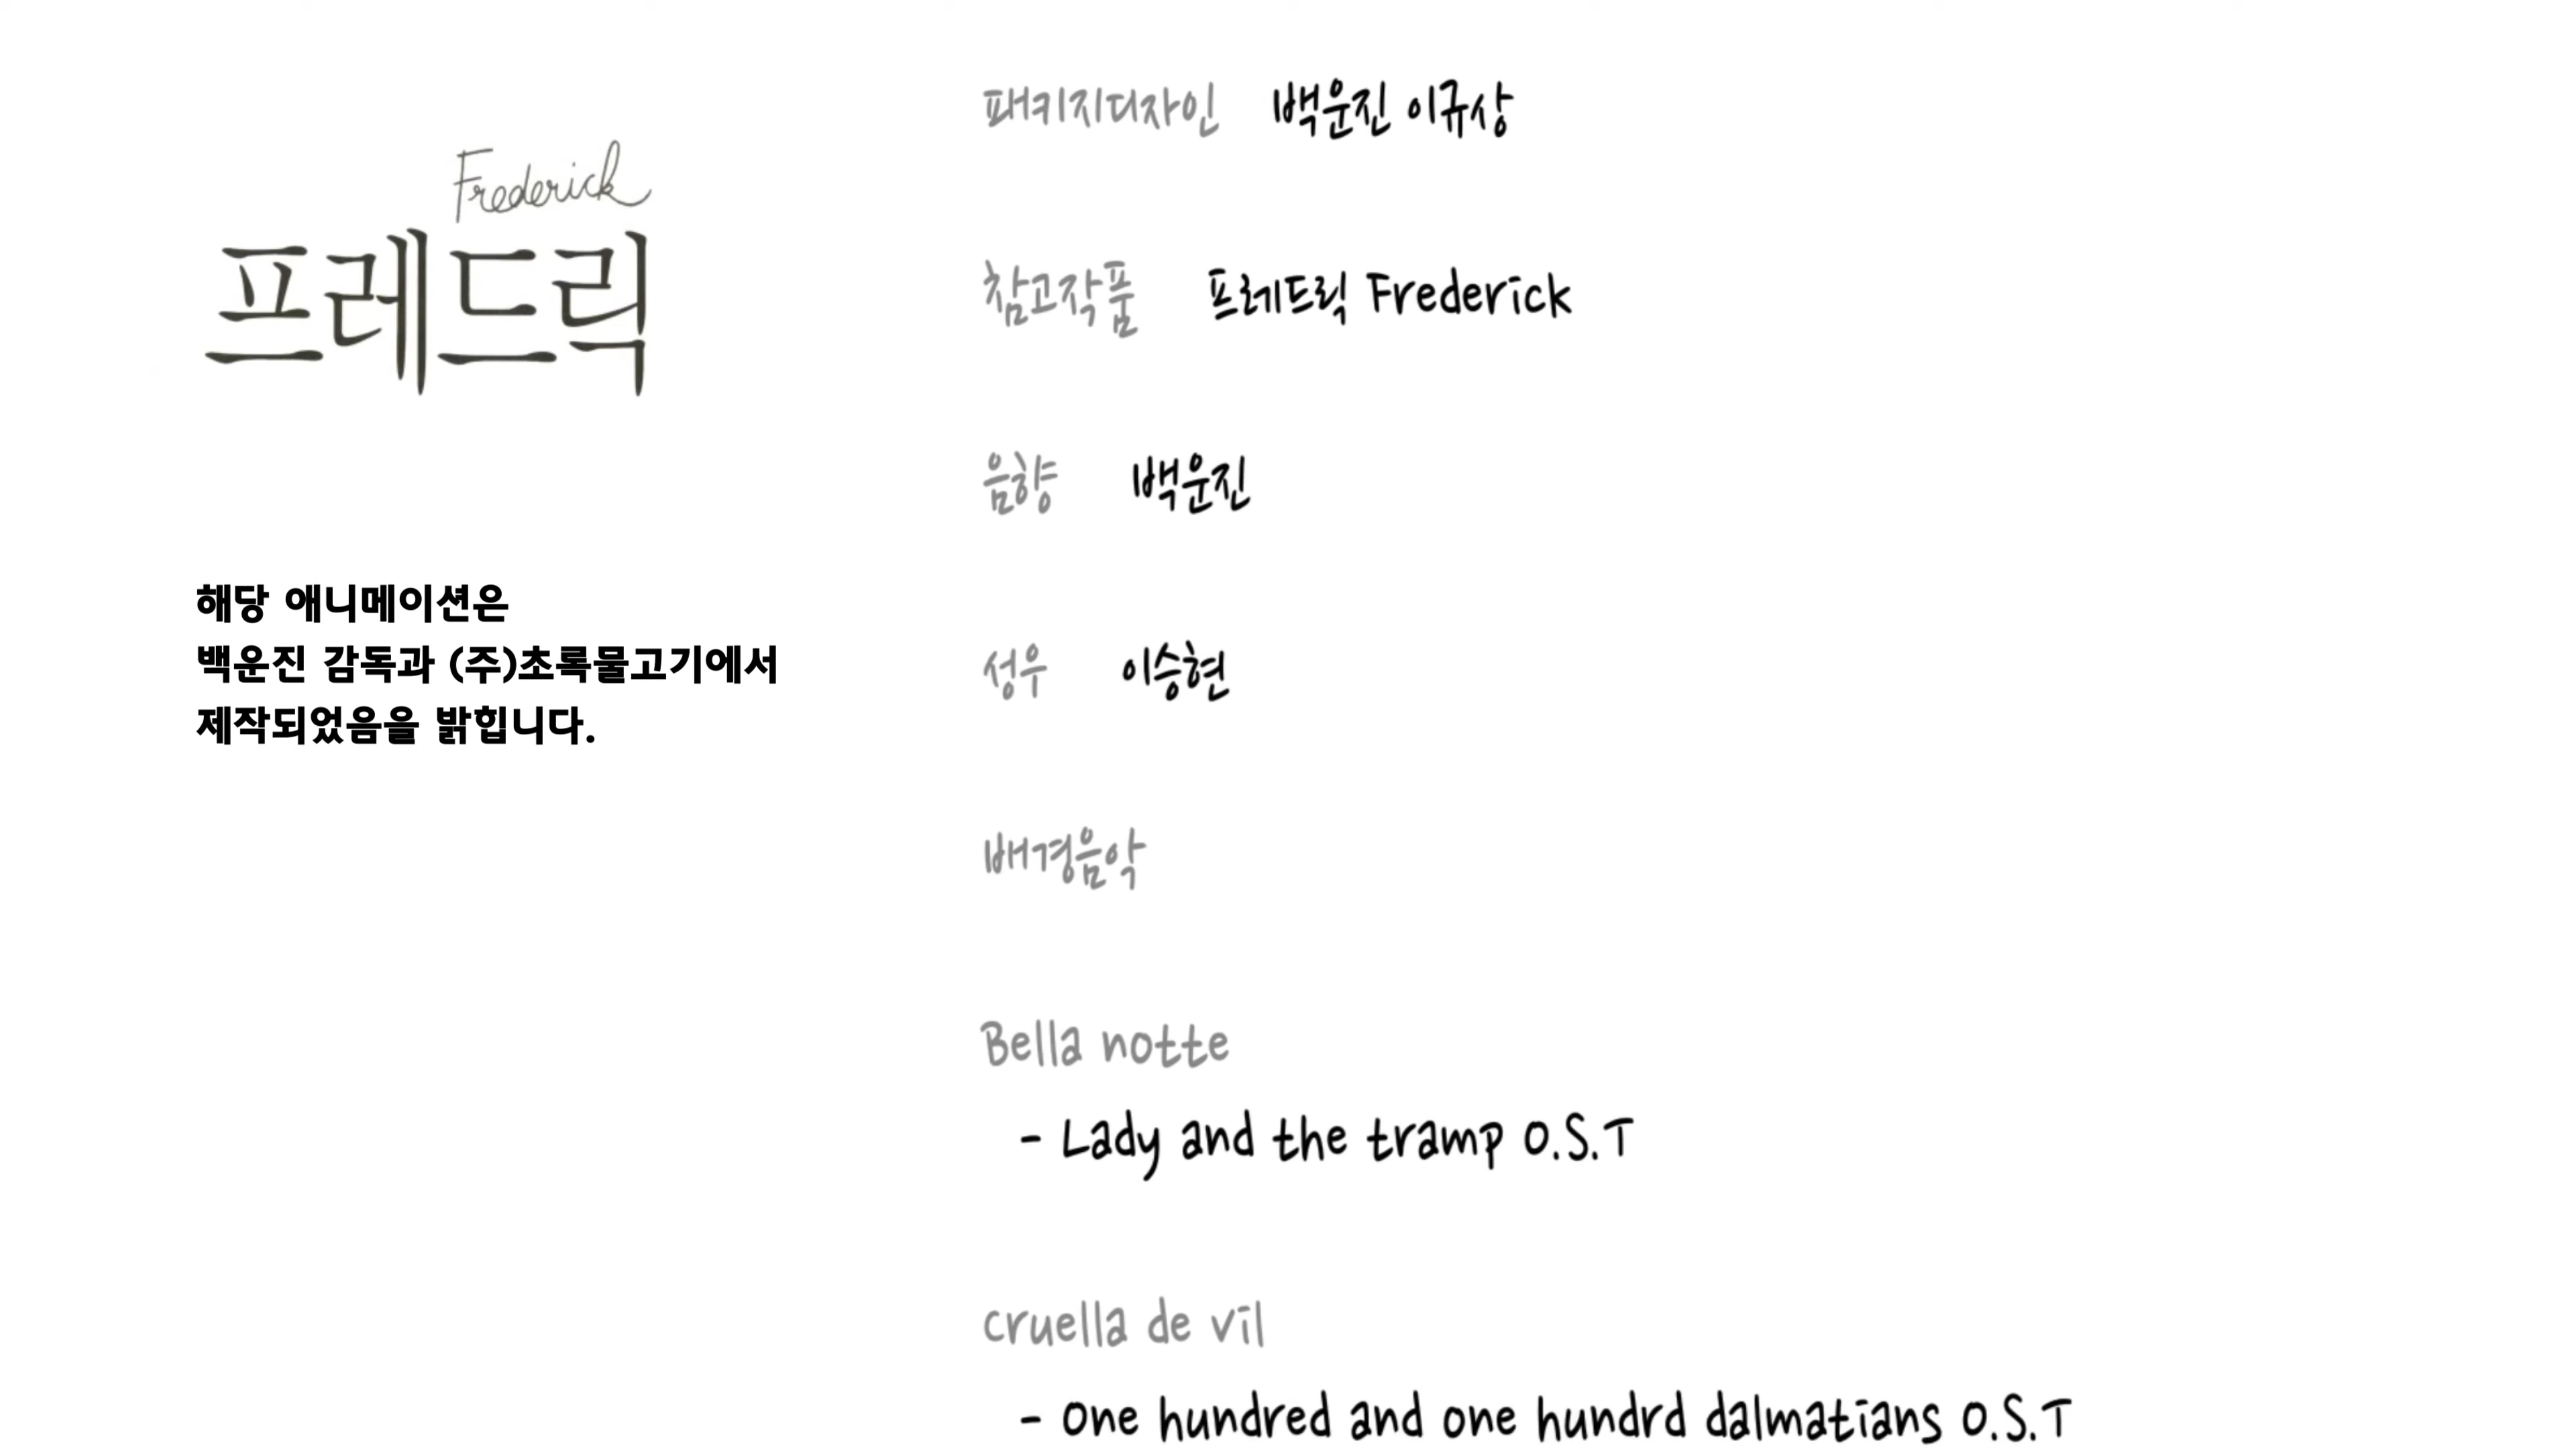 Frederick
프레드릭
해당 애니메이션은
백운진 감독과 (주)초록물고기에서
제작되었음을 밝힙니다.
패키지디자인 백운진 이규상
참고작품 프레드릭 Frederick
음향 백운진
성우 이승현
배경음악
Bella notte
- Lady and the tramp O.S.T
cruella de vil
- One hundred and one hundrd dalmatians O.S.T